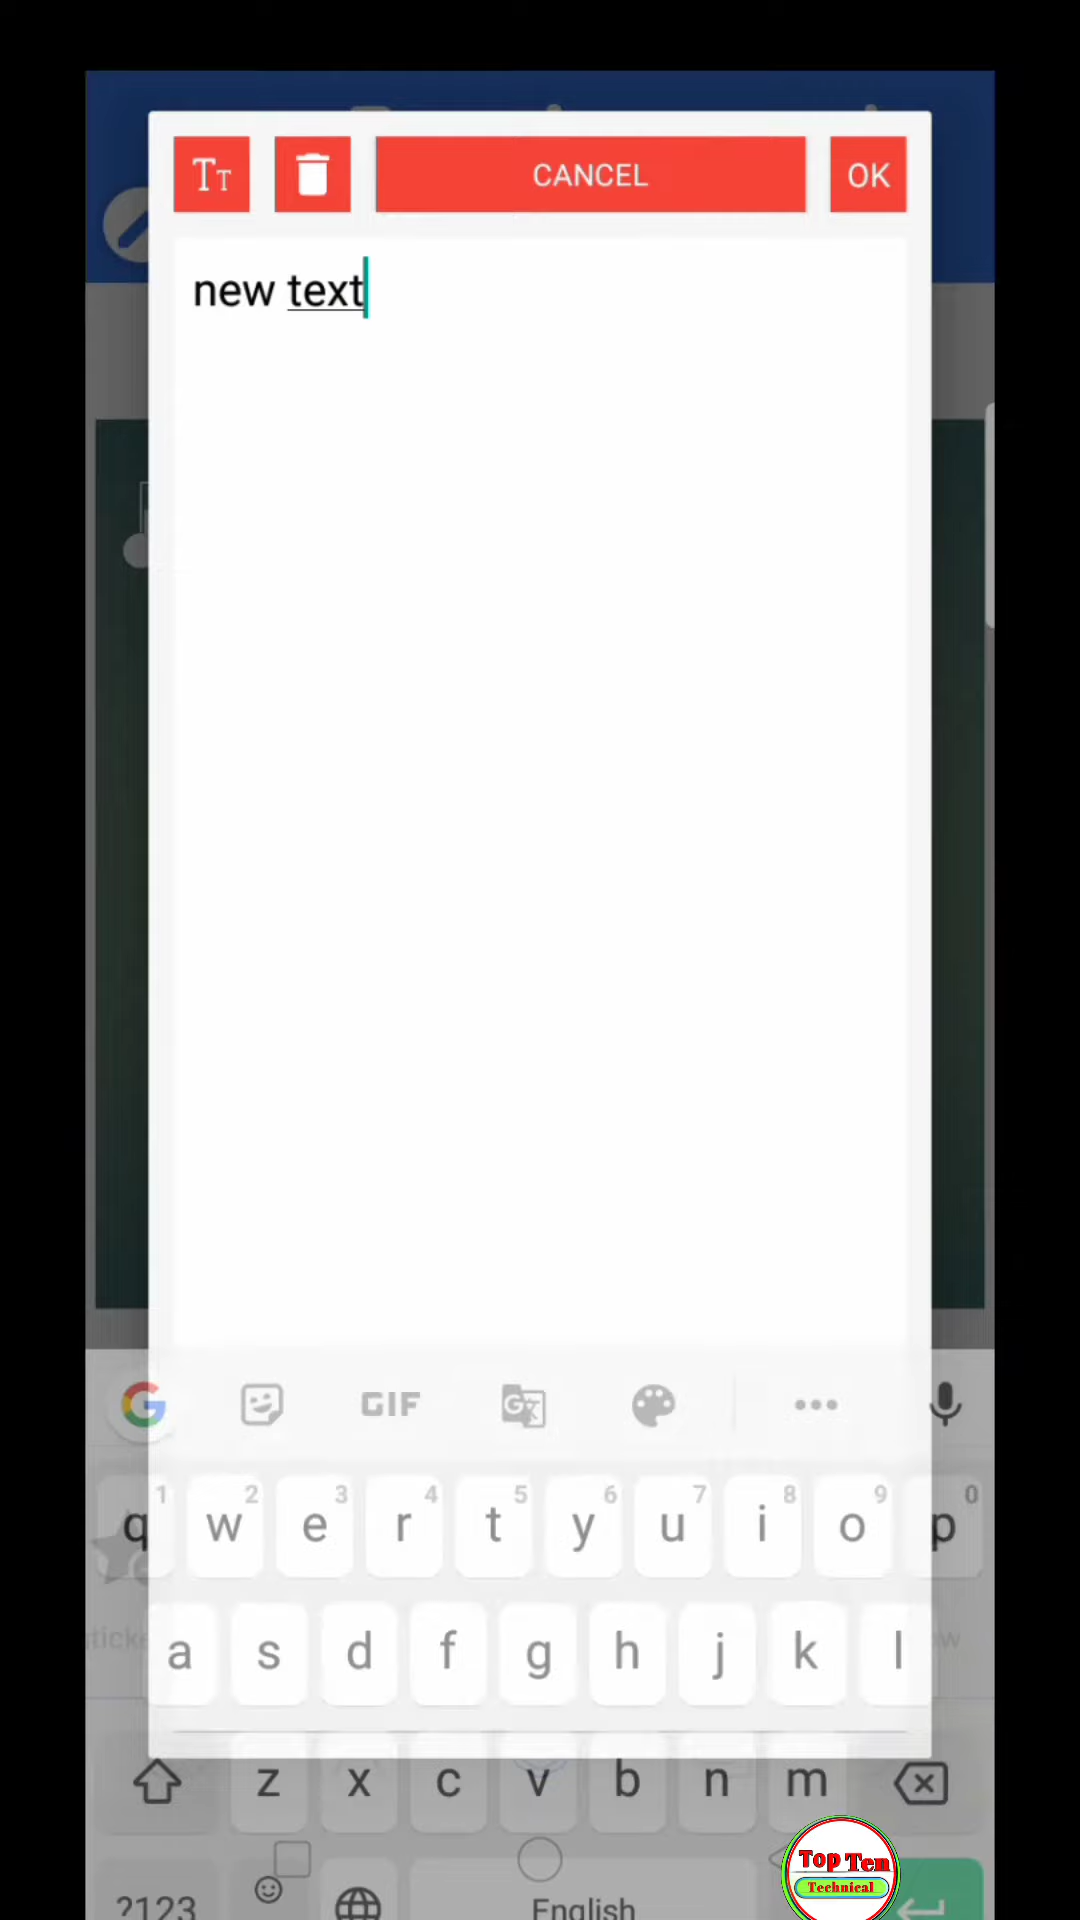 Tт CANCEL OK
new text
G GIF G
q 1 w 2 e 3 r 4 t 5 y 6 u 7 i 8 o 9 p 0
a s d f g h j k l
z x c v b n m
?123 English
Top Ten
Technical